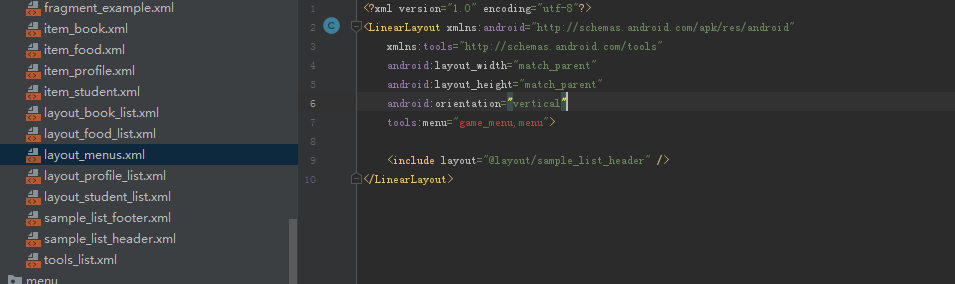 fragment_example.xml
item_book.xml
item_food.xml
item_profile.xml
item_student.xml
layout_book_list.xml
layout_food_list.xml
layout_menus.xml
layout_profile_list.xml
layout_student_list.xml
sample_list_footer.xml
sample_list_header.xml
tools_list.xml
menu
1 <?xml version="1.0" encoding="utf-8"?>
2 C <LinearLayout xmlns:android="http://schemas.android.com/apk/res/android"
3 xmlns:tools="http://schemas.android.com/tools"
4 android:layout_width="match_parent"
5 android:layout_height="match_parent"
6 android:orientation="vertical"
7 tools:menu="game_menu,menu">
8
9 <include layout="@layout/sample_list_header" />
10 </LinearLayout>